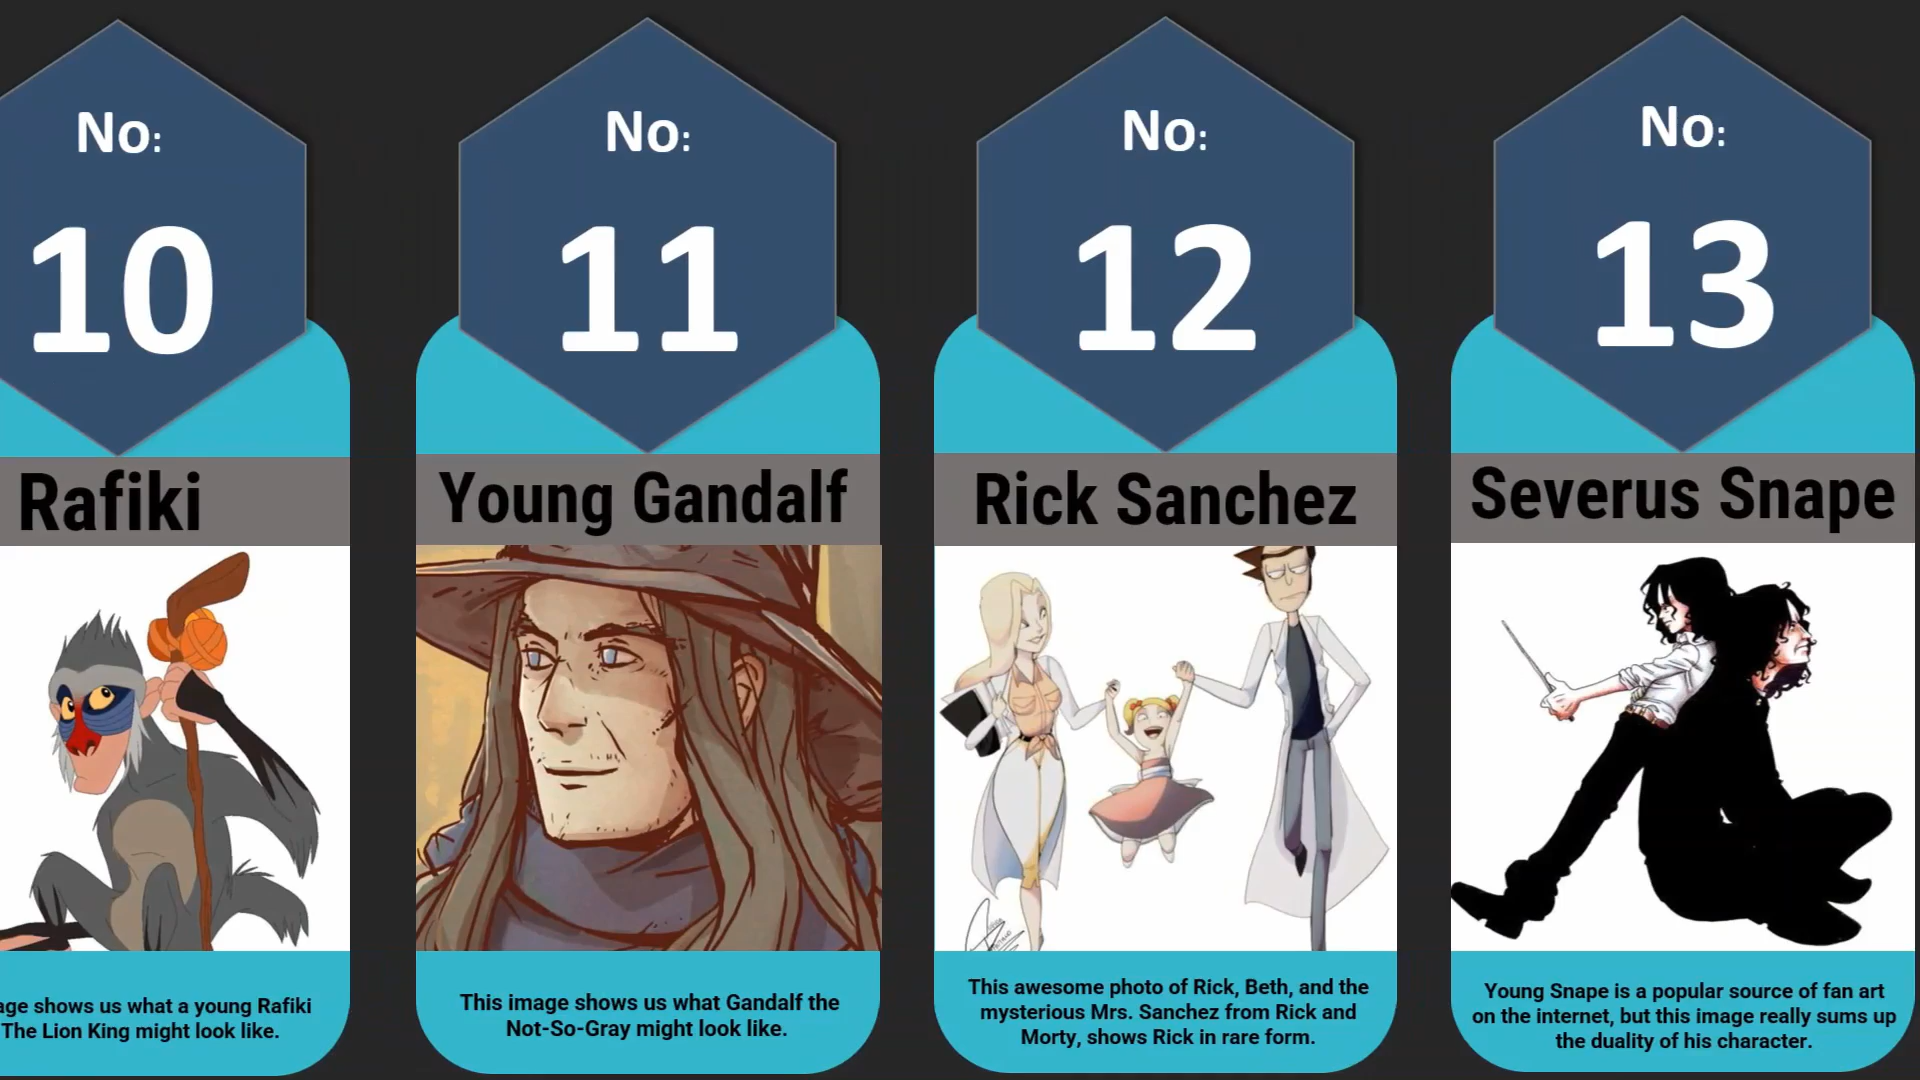 No:
10
Rafiki
age shows us what a young Rafiki
The Lion King might look like.
No:
11
Young Gandalf
This image shows us what Gandalf the
Not-So-Gray might look like.
No:
12
Rick Sanchez
This awesome photo of Rick, Beth, and the
mysterious Mrs. Sanchez from Rick and
Morty, shows Rick in rare form.
No:
13
Severus Snape
Young Snape is a popular source of fan art
on the internet, but this image really sums up
the duality of his character.